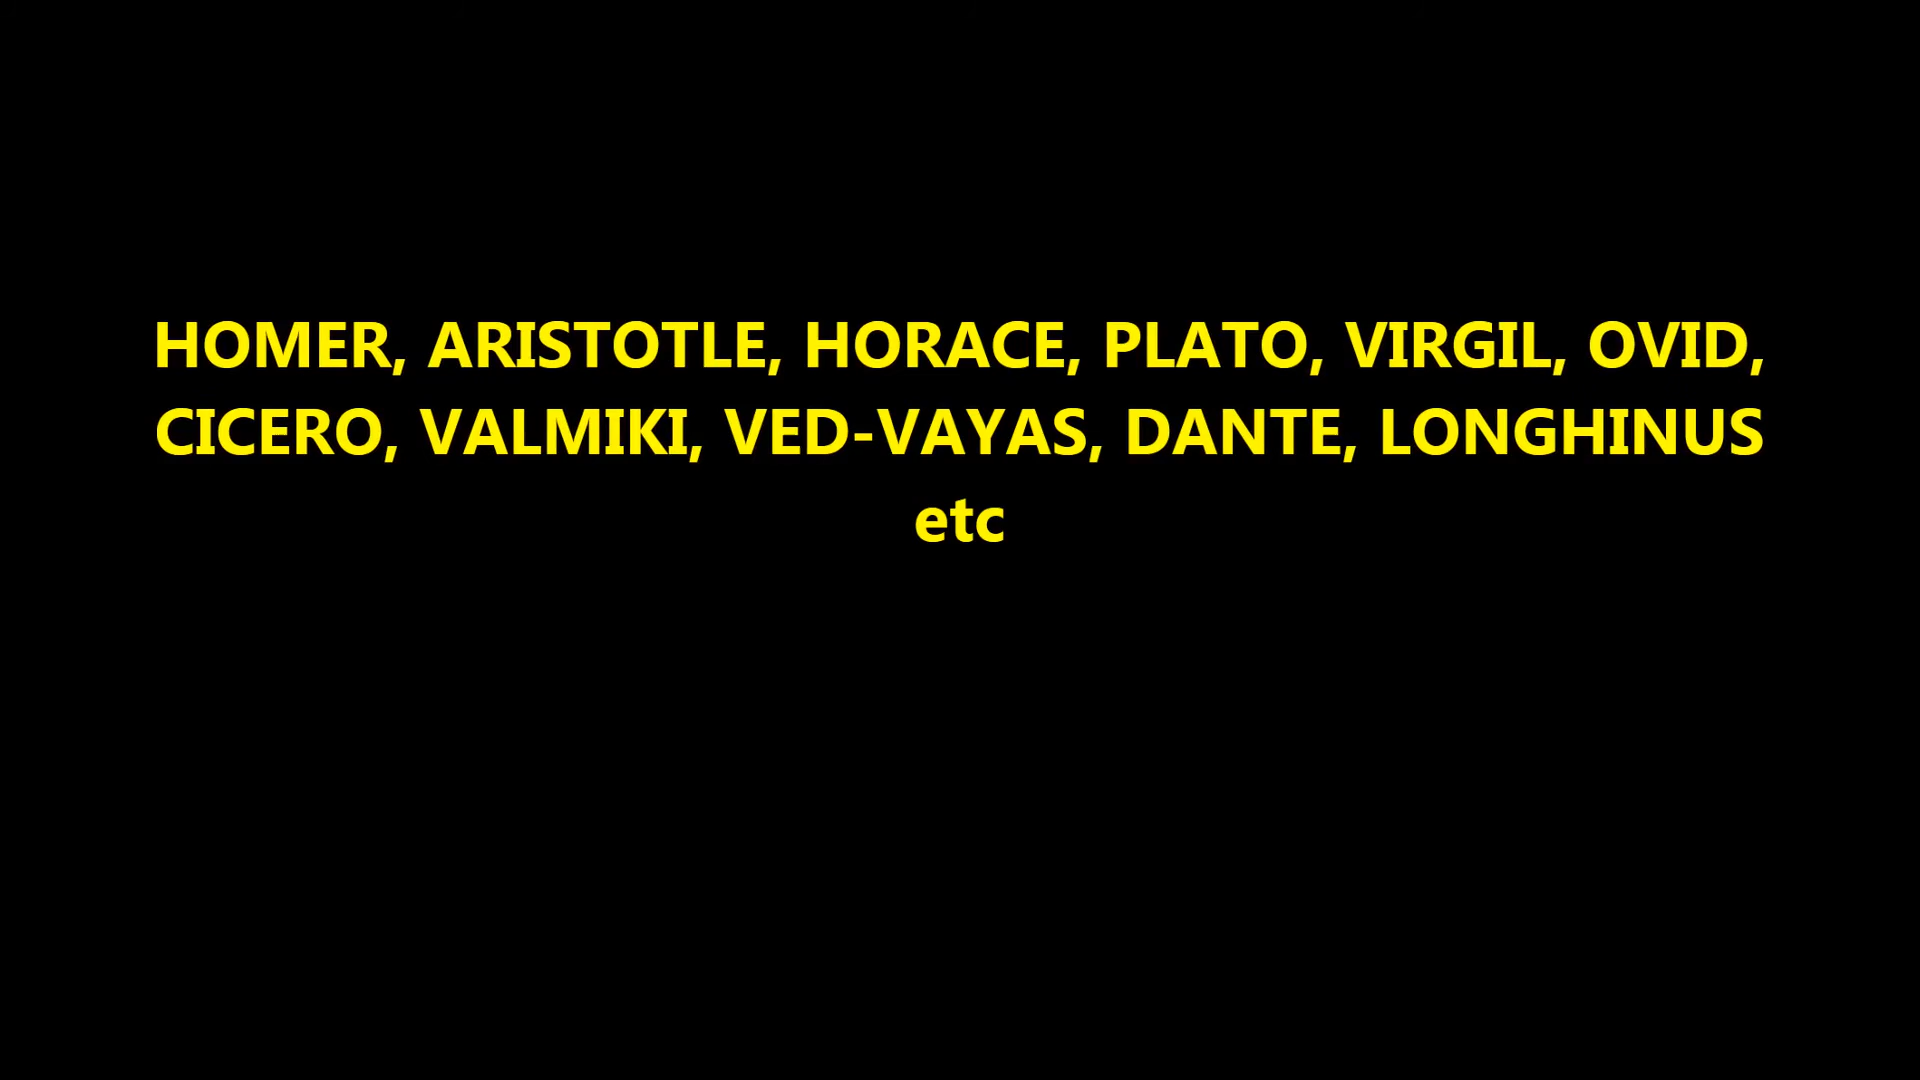 HOMER, ARISTOTLE, HORACE, PLATO, VIRGIL, OVID,
CICERO, VALMIKI, VED-VAYAS, DANTE, LONGHINUS
etc